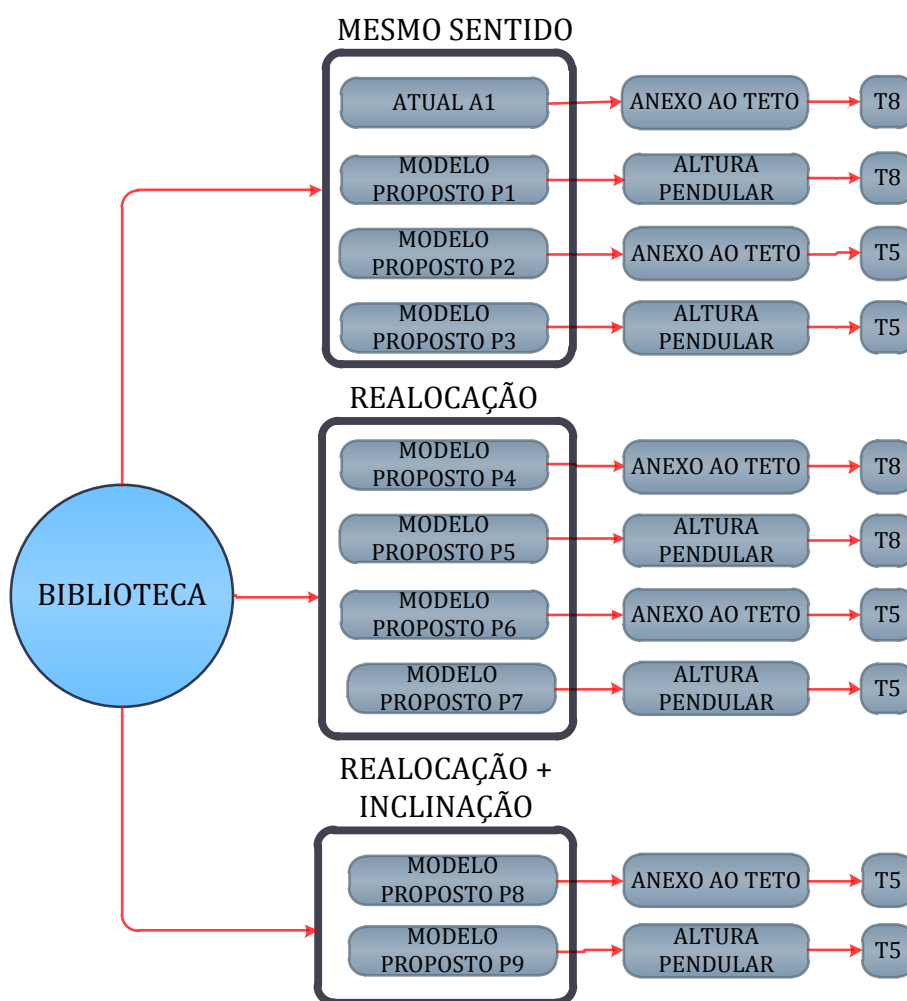 MESMO SENTIDO
ATUAL A1
ANEXO AO TETO
T8
MODELO
PROPOSTO P1
ALTURA
PENDULAR
T8
MODELO
PROPOSTO P2
ANEXO AO TETO
T5
MODELO
PROPOSTO P3
ALTURA
PENDULAR
T5
REALOCAÇÃO
MODELO
PROPOSTO P4
ANEXO AO TETO
T8
MODELO
PROPOSTO P5
ALTURA
PENDULAR
T8
BIBLIOTECA
MODELO
PROPOSTO P6
ANEXO AO TETO
T5
MODELO
PROPOSTO P7
ALTURA
PENDULAR
T5
REALOCAÇÃO +
INCLINAÇÃO
MODELO
PROPOSTO P8
ANEXO AO TETO
T5
MODELO
PROPOSTO P9
ALTURA
PENDULAR
T5